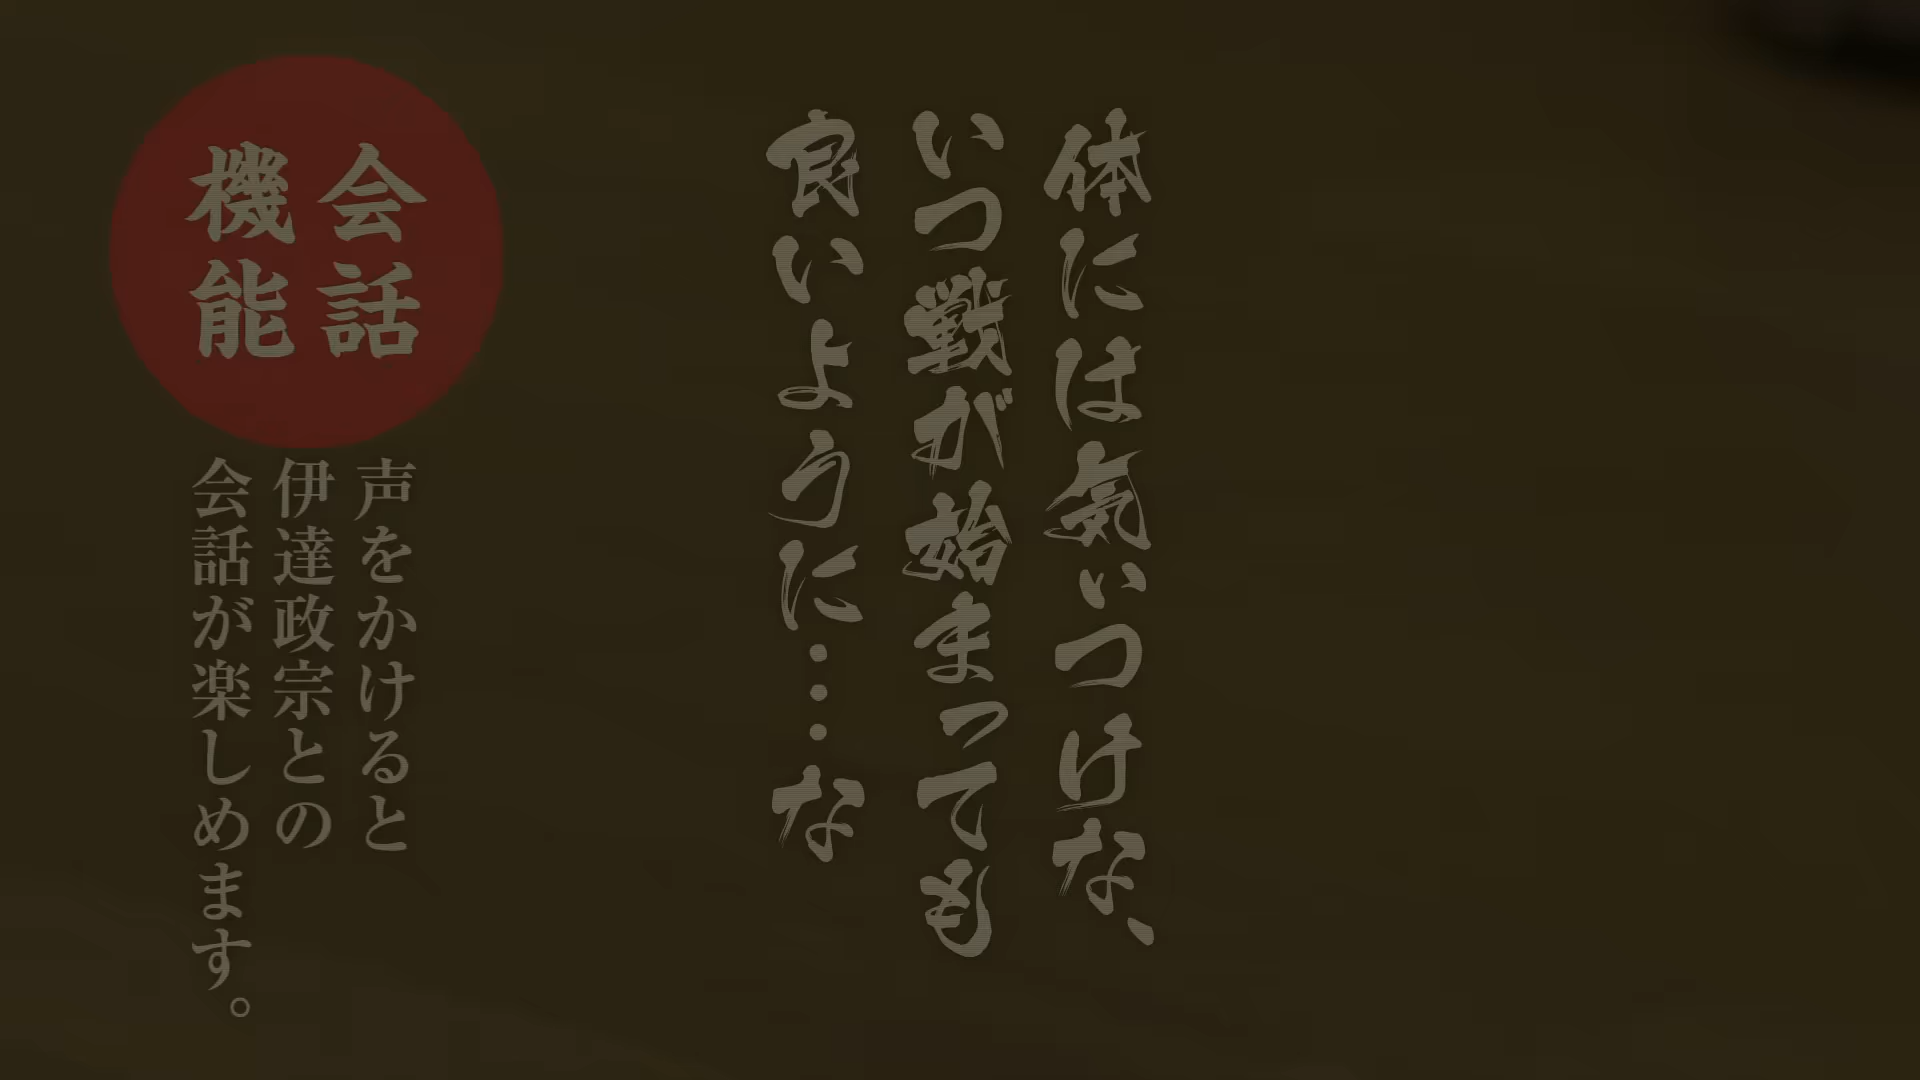 体には気ぃつけな、
いつ戦が始まっても
良いように…な
会話
機能
声をかけると
伊達政宗との
会話が楽しめます。